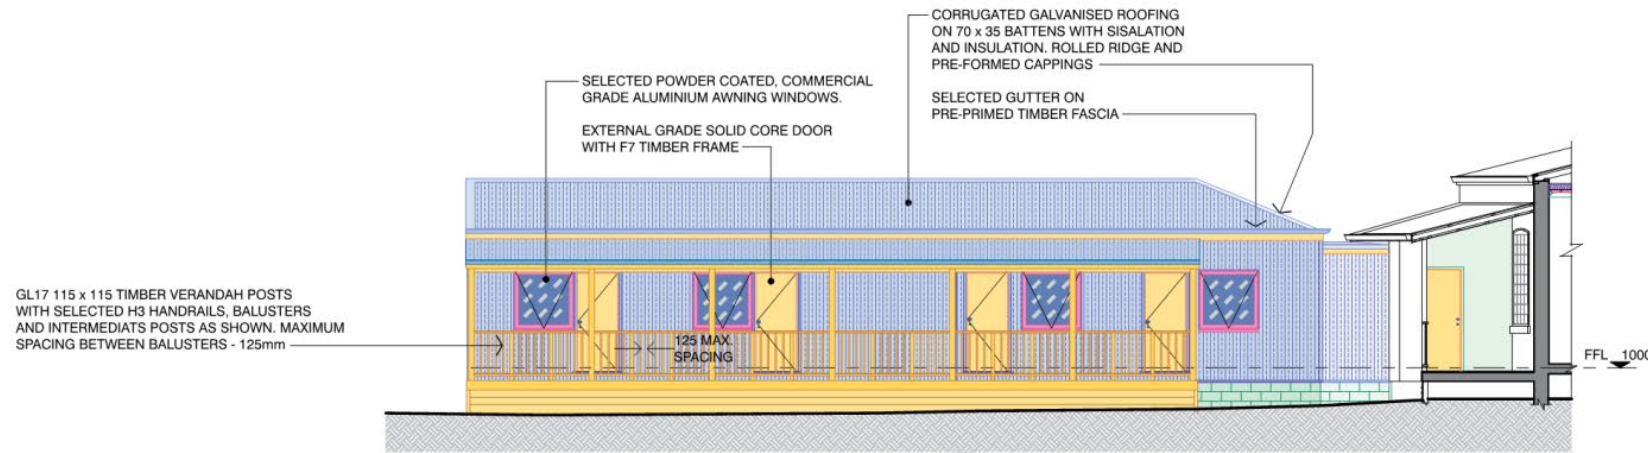 CORRUGATED GALVANISED ROOFING
ON 70 x 35 BATTENS WITH SISALATION
AND INSULATION. ROLLED RIDGE AND
PRE-FORMED CAPPINGS
SELECTED GUTTER ON
PRE-PRIMED TIMBER FASCIA
SELECTED POWDER COATED, COMMERCIAL
GRADE ALUMINIUM AWNING WINDOWS.
EXTERNAL GRADE SOLID CORE DOOR
WITH F7 TIMBER FRAME
GL17 115 x 115 TIMBER VERANDAH POSTS
WITH SELECTED H3 HANDRAILS, BALUSTERS
AND INTERMEDIATS POSTS AS SHOWN. MAXIMUM
SPACING BETWEEN BALUSTERS - 125mm
125 MAX.
SPACING
FFL 1000